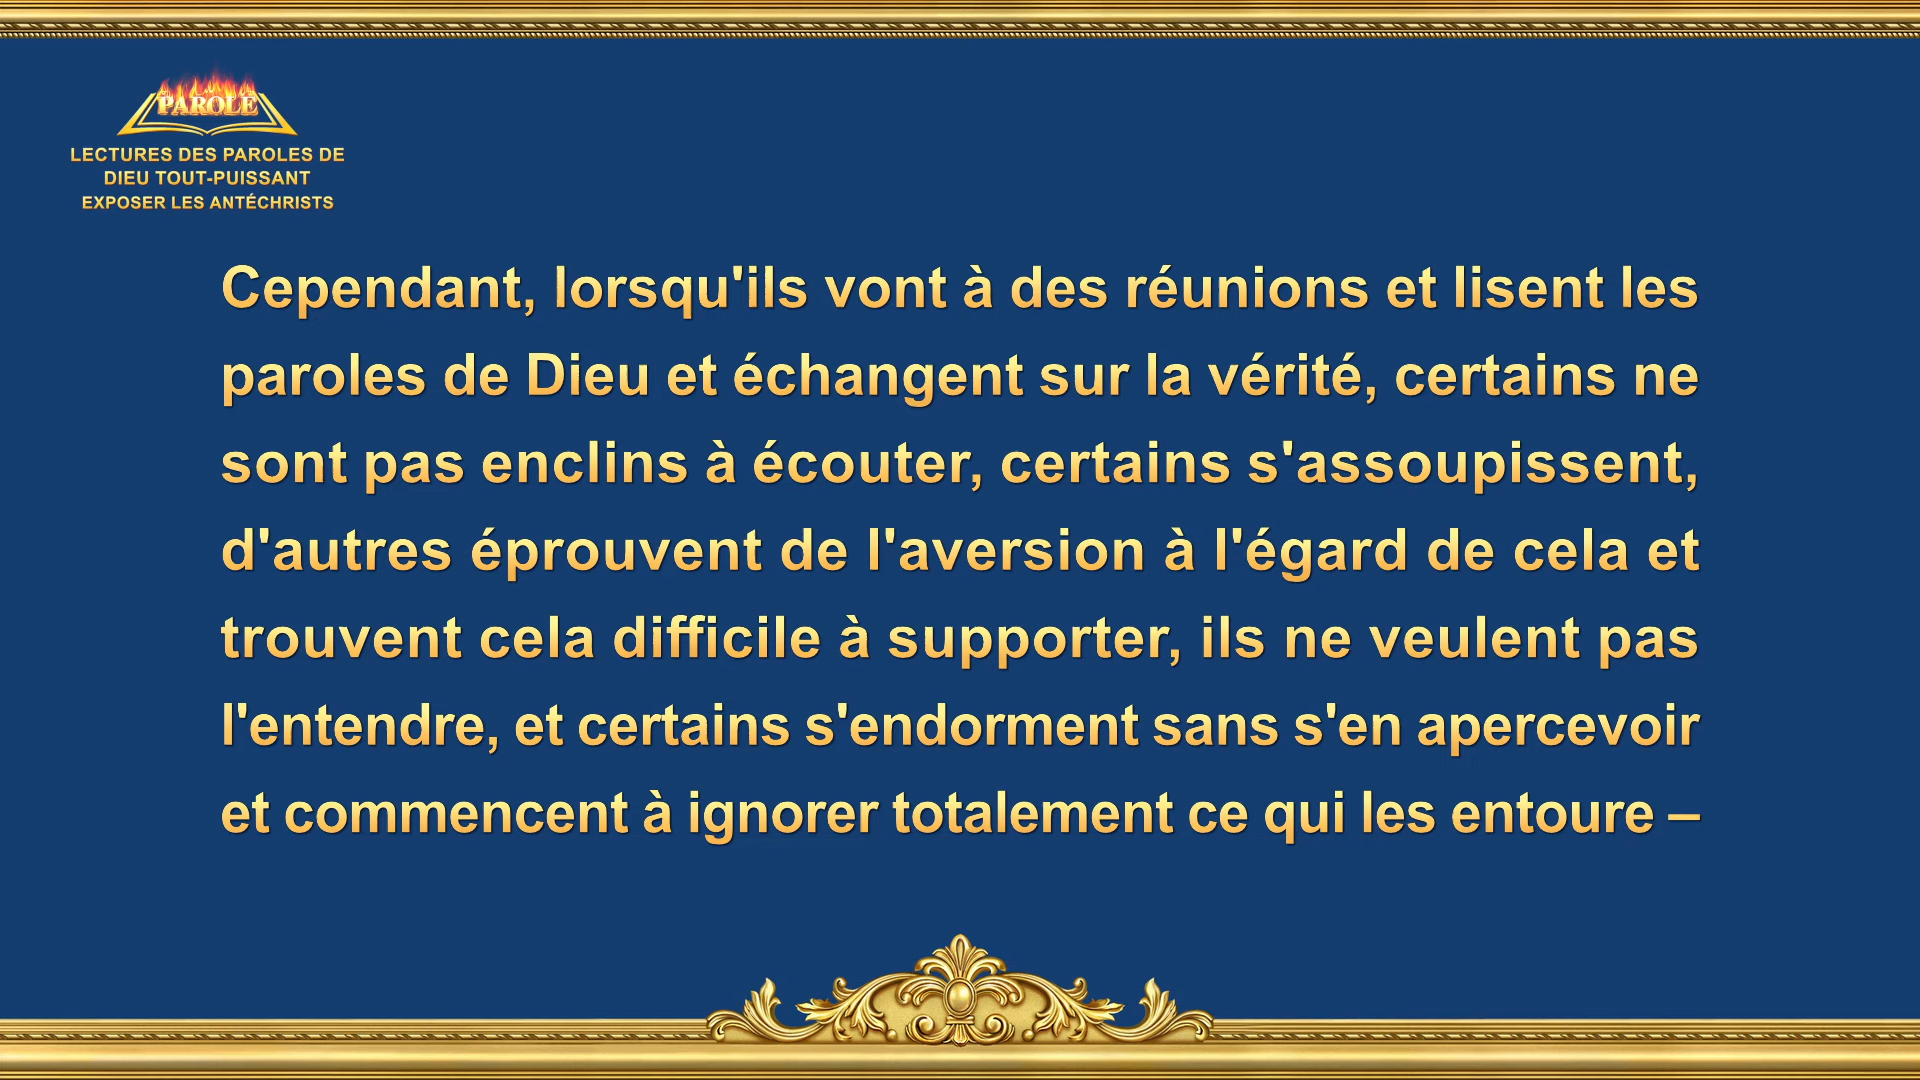 PAROLE
LECTURES DES PAROLES DE
DIEU TOUT-PUISSANT
EXPOSER LES ANTÉCHRISTS
Cependant, lorsqu'ils vont à des réunions et lisent les
paroles de Dieu et échangent sur la vérité, certains ne
sont pas enclins à écouter, certains s'assoupissent,
d'autres éprouvent de l'aversion à l'égard de cela et
trouvent cela difficile à supporter, ils ne veulent pas
l'entendre, et certains s'endorment sans s'en apercevoir
et commencent à ignorer totalement ce qui les entoure –